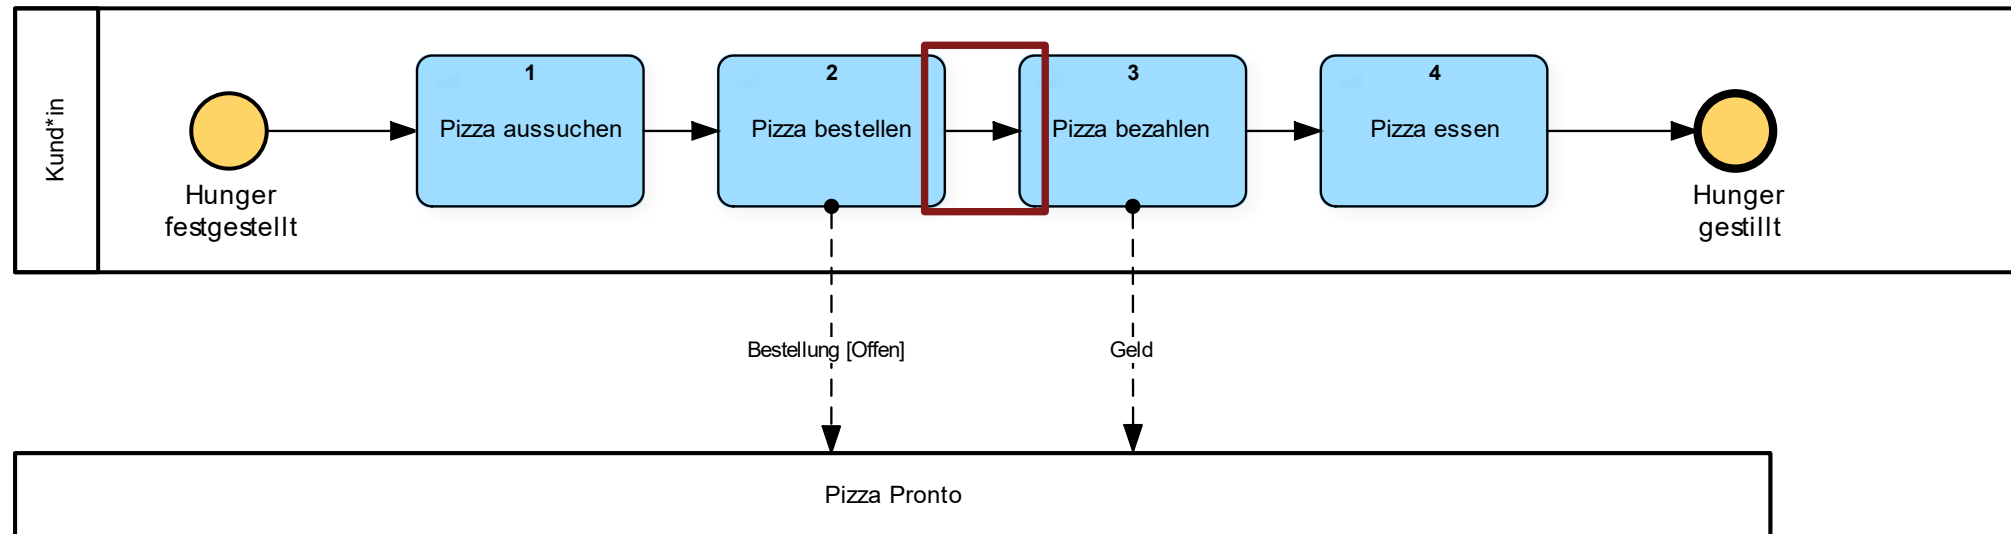 Kund*in
1
Pizza aussuchen
2
Pizza bestellen
3
Pizza bezahlen
4
Pizza essen
Hunger
festgestellt
Hunger
gestillt
Bestellung [Offen]
Geld
Pizza Pronto